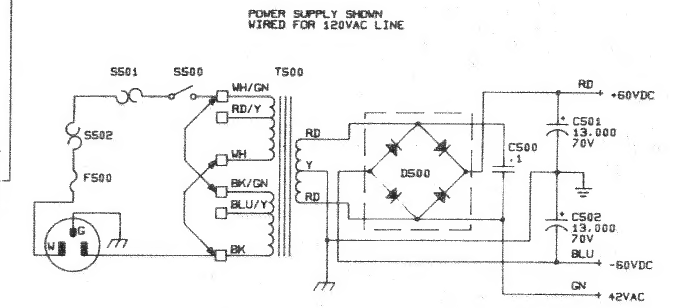 POWER SUPPLY SHOWN
WIRED FOR 120VAC LINE
S501
S500
T500
WH/GN
RD/Y
WH
BK/GN
BLU/Y
BK
S502
F500
G
W
RD
Y
RD
D500
C500
.1
RD
+60VDC
+
C501
13,000
70V
+
C502
13,000
70V
BLU
-60VDC
GN
42VAC